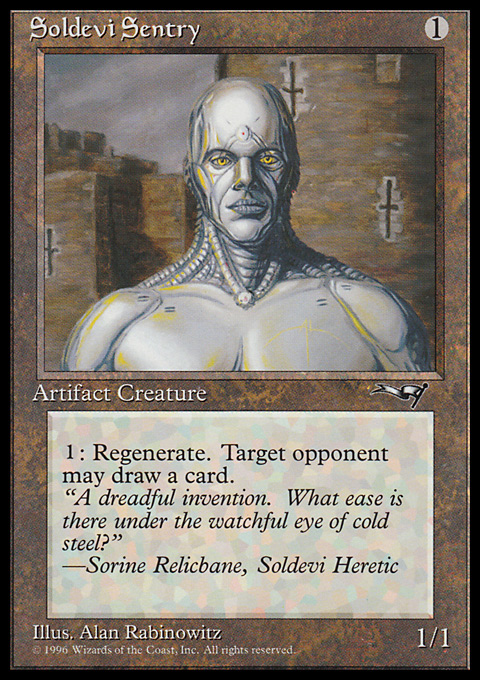 Soldevi Sentry 1
Artifact Creature
1: Regenerate. Target opponent
may draw a card.
“A dreadful invention. What ease is
there under the watchful eye of cold
steel?”
—Sorine Relicbane, Soldevi Heretic
Illus. Alan Rabinowitz
1/1
© 1996 Wizards of the Coast, Inc. All rights reserved.